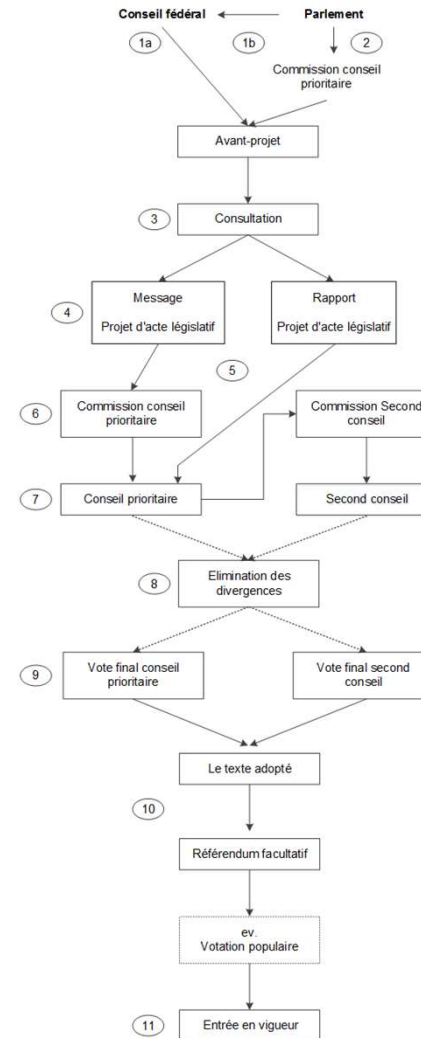 Conseil fédéral
Parlement
1a
1b
2
Commission conseil
prioritaire
Avant-projet
3
Consultation
4
Message
Projet d'acte législatif
Rapport
Projet d'acte législatif
5
6
Commission conseil
prioritaire
Commission Second
conseil
7
Conseil prioritaire
Second conseil
8
Elimination des
divergences
9
Vote final conseil
prioritaire
Vote final second
conseil
Le texte adopté
10
Référendum facultatif
ev.
Votation populaire
11
Entrée en vigueur